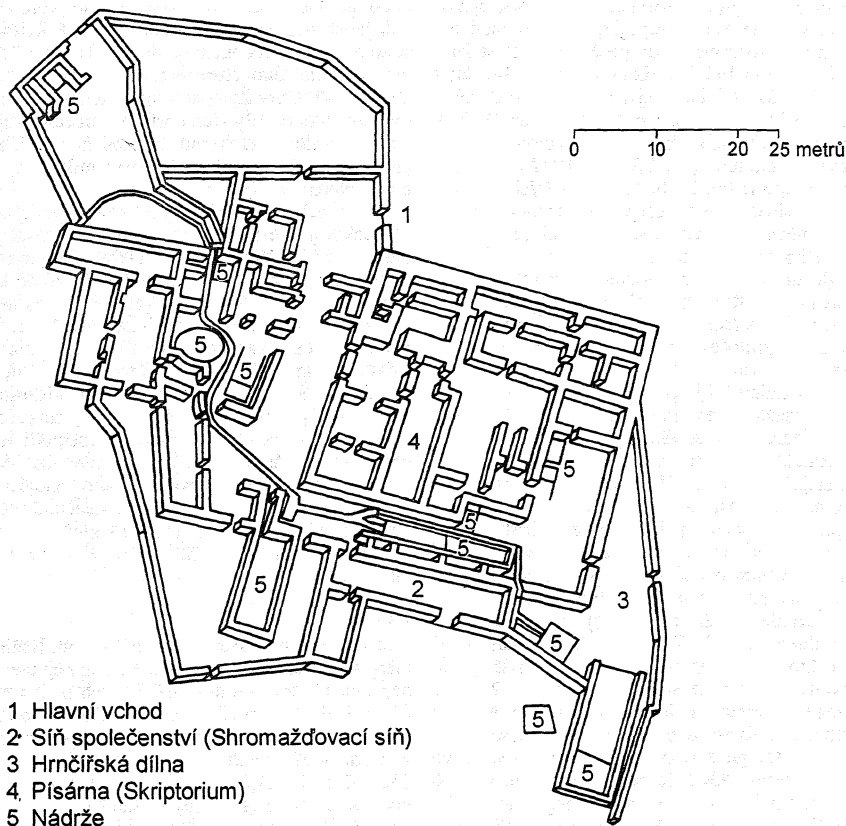 5
0 10 20 25 metrů
1
5
5
5
4
5
5
5
5
2
3
5
5
5
1 Hlavní vchod
2 Síň společenství (Shromažďovací síň)
3 Hrnčířská dílna
4 Písárna (Skriptorium)
5 Nádrže